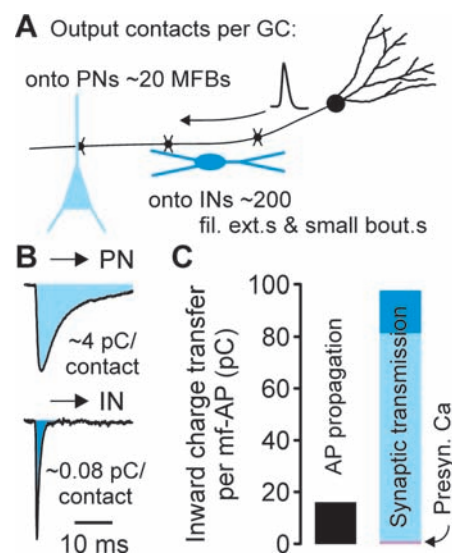 A Output contacts per GC:
onto PNs ~20 MFBs
onto INs ~200
fil. ext.s & small bout.s
B → PN
~4 pC/
contact
→ IN
~0.08 pC/
contact
10 ms
C
Inward charge transfer
per mf-AP (pC)
100
80
60
40
20
0
AP propagation
Synaptic transmission
Presyn. Ca